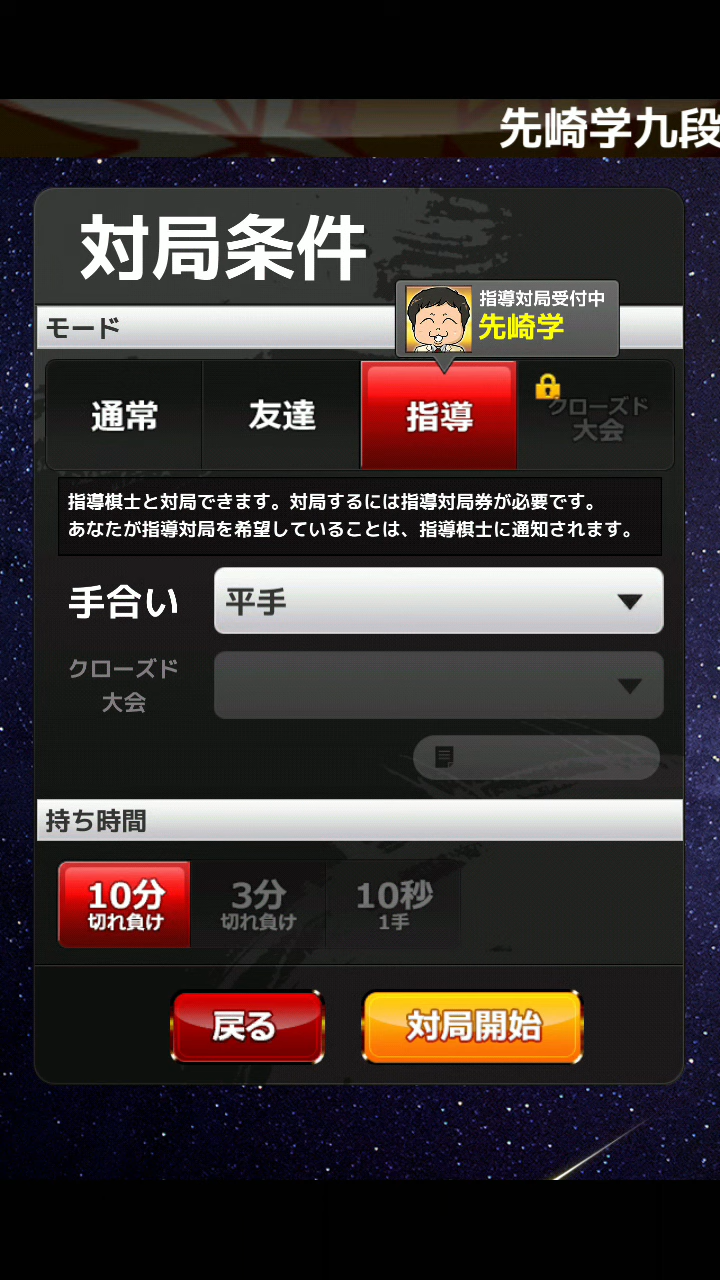 先崎学九段
対局条件
指導対局受付中
先崎学
モード
通常
友達
指導
クローズド
大会
指導棋士と対局できます。対局するには指導対局券が必要です。
あなたが指導対局を希望していることは、指導棋士に通知されます。
手合い
平手
クローズド
大会
持ち時間
10分
切れ負け
3分
切れ負け
10秒
1手
戻る
対局開始